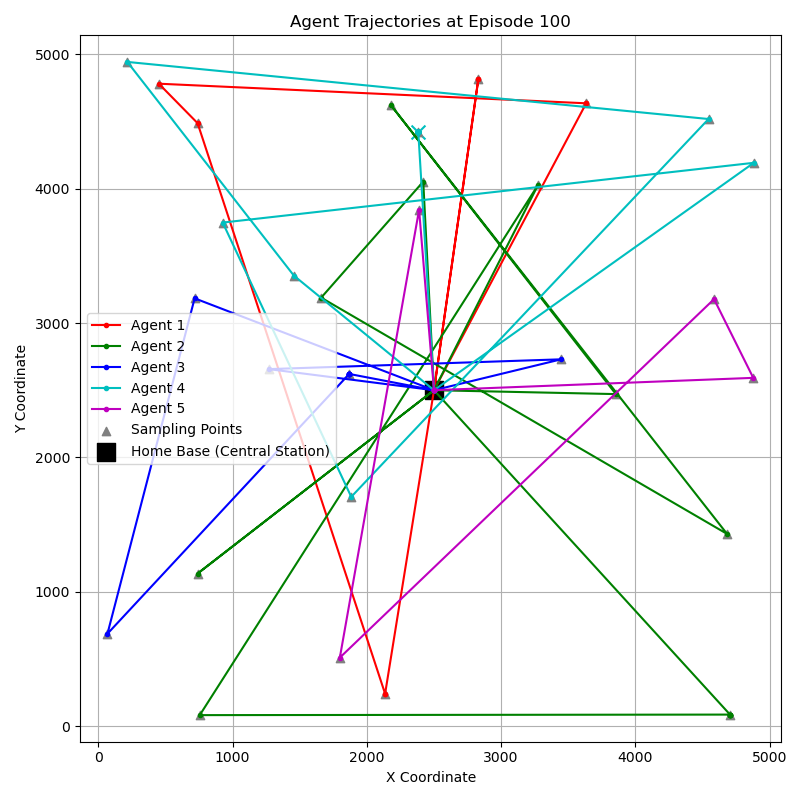 Agent Trajectories at Episode 100
5000
4000
3000
2000
1000
0
Y Coordinate
Agent 1
Agent 2
Agent 3
Agent 4
Agent 5
Sampling Points
Home Base (Central Station)
0 1000 2000 3000 4000 5000
X Coordinate